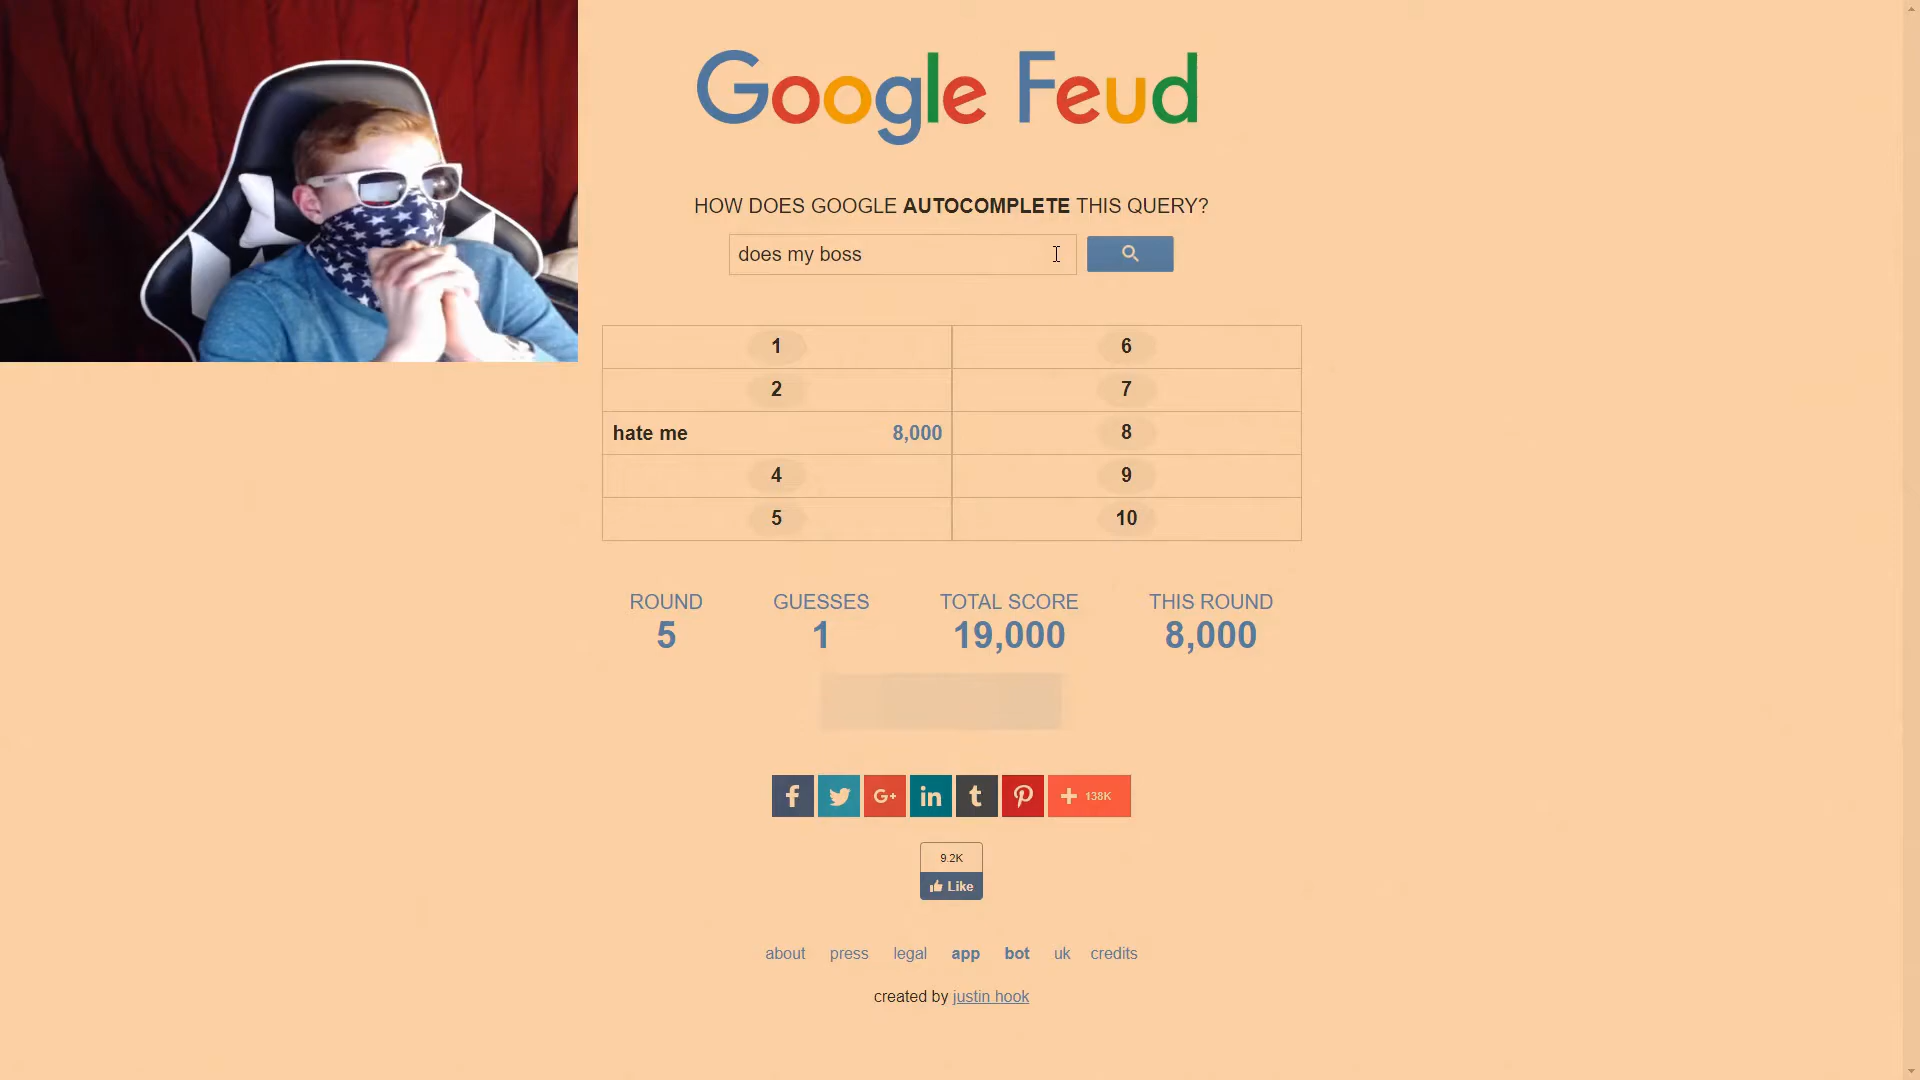 Google Feud
HOW DOES GOOGLE AUTOCOMPLETE THIS QUERY?
does my boss
1
6
2
7
hate me 8,000
8
4
9
5
10
ROUND GUESSES TOTAL SCORE THIS ROUND
5 1 19,000 8,000
f G+ in t 138K
9.2K
Like
about press legal app bot uk credits
created by justin hook